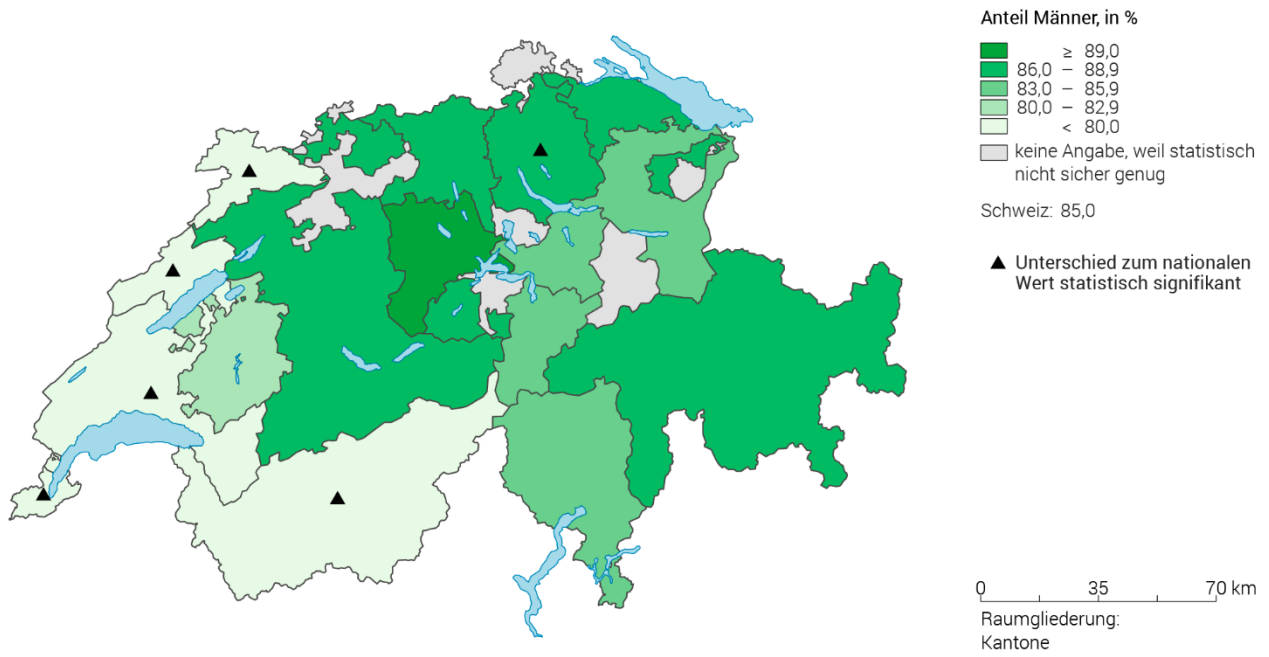 Anteil Männer, in %
≥ 89,0
86,0 – 88,9
83,0 – 85,9
80,0 – 82,9
< 80,0
keine Angabe, weil statistisch
nicht sicher genug
Schweiz: 85,0
Unterschied zum nationalen
Wert statistisch signifikant
0 35 70 km
Raumgliederung:
Kantone